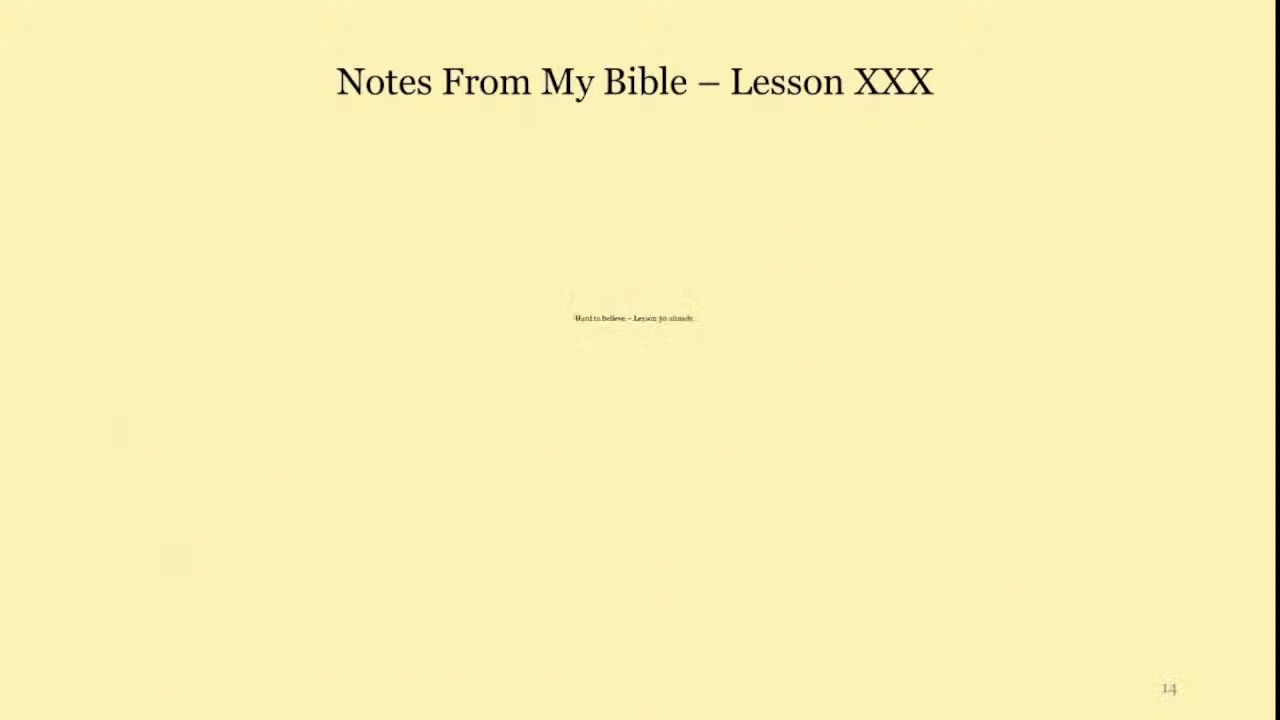 Notes From My Bible – Lesson XXX
Hard to believe – Lesson 30 already.
14